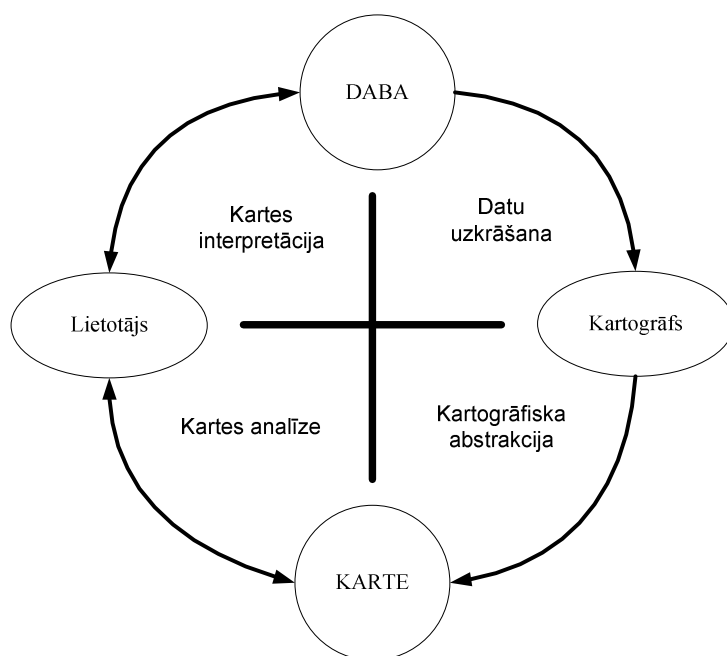 DABA
Kartes
interpretācija
Datu
uzkrāšana
Lietotājs
Kartogrāfs
Kartes analīze
Kartogrāfiska
abstrakcija
KARTE